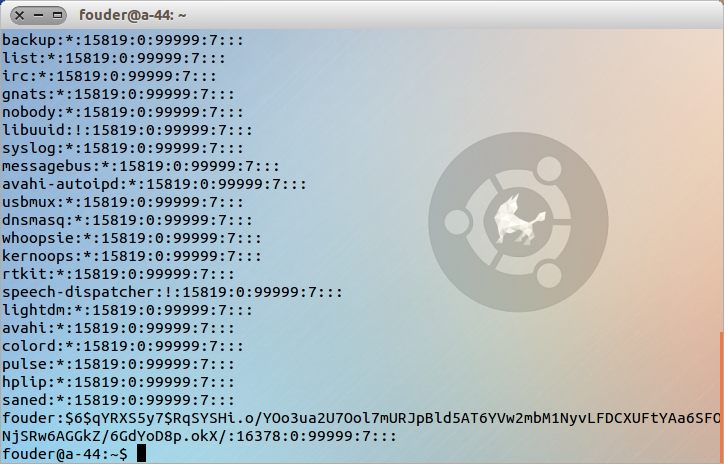 fouder@a-44: ~
backup:*:15819:0:99999:7:::
list:*:15819:0:99999:7:::
irc:*:15819:0:99999:7:::
gnats:*:15819:0:99999:7:::
nobody:*:15819:0:99999:7:::
libuuid:!:15819:0:99999:7:::
syslog:*:15819:0:99999:7:::
messagebus:*:15819:0:99999:7:::
avahi-autoipd:*:15819:0:99999:7:::
usbmux:*:15819:0:99999:7:::
dnsmasq:*:15819:0:99999:7:::
whoopsie:*:15819:0:99999:7:::
kernoops:*:15819:0:99999:7:::
rtkit:*:15819:0:99999:7:::
speech-dispatcher:!:15819:0:99999:7:::
lightdm:*:15819:0:99999:7:::
avahi:*:15819:0:99999:7:::
colord:*:15819:0:99999:7:::
pulse:*:15819:0:99999:7:::
hplip:*:15819:0:99999:7:::
saned:*:15819:0:99999:7:::
fouder:$6$qYRXS5y7$RqSYSHi.o/YOo3ua2U7Ool7mURJpBld5AT6YVw2mbM1NyvLFDCXUFtYAa6SFO
NjSRw6AGGkZ/6GdYoD8p.okX/:16378:0:99999:7:::
fouder@a-44:~$